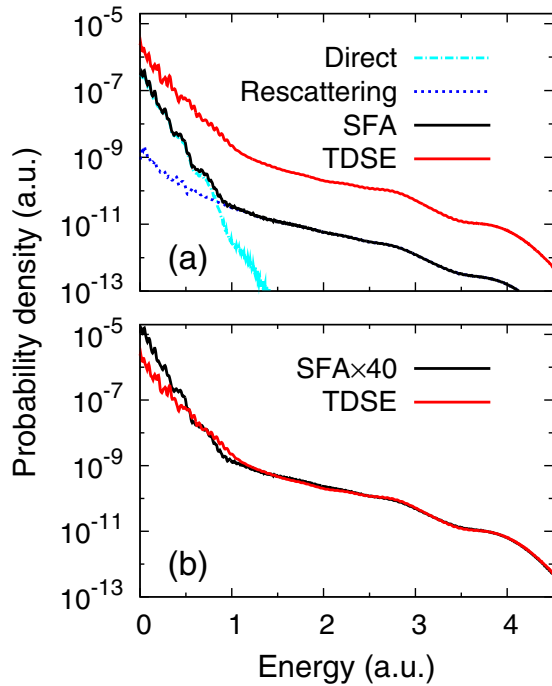 10⁻⁵
10⁻⁷
10⁻⁹
10⁻¹¹
10⁻¹³
Direct
Rescattering
SFA
TDSE
(a)
Probability density (a.u.)
10⁻⁵
10⁻⁷
10⁻⁹
10⁻¹¹
10⁻¹³
SFA×40
TDSE
(b)
0 1 2 3 4
Energy (a.u.)